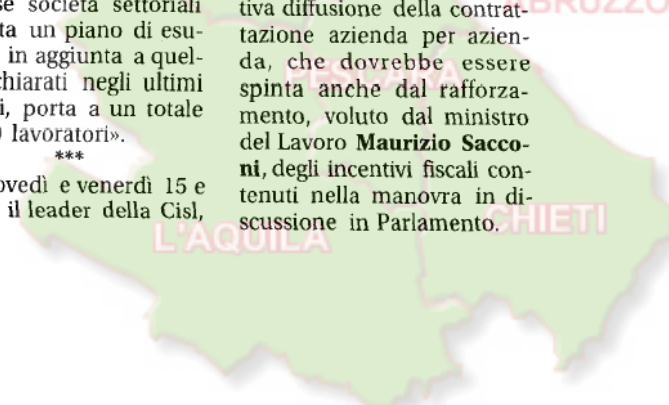 se società settoriali
ta un piano di esu-
in aggiunta a quel-
chiarati negli ultimi
i, porta a un totale
lavoratori».
***
ovedì e venerdì 15 e
il leader della Cisl,
tiva diffusione della contrat-
tazione azienda per azien-
da, che dovrebbe essere
spinta anche dal rafforza-
mento, voluto dal ministro
del Lavoro Maurizio Sacco-
ni, degli incentivi fiscali con-
tenuti nella manovra in di-
scussione in Parlamento.
ABRUZZO
PESCARA
L'AQUILA
CHIETI